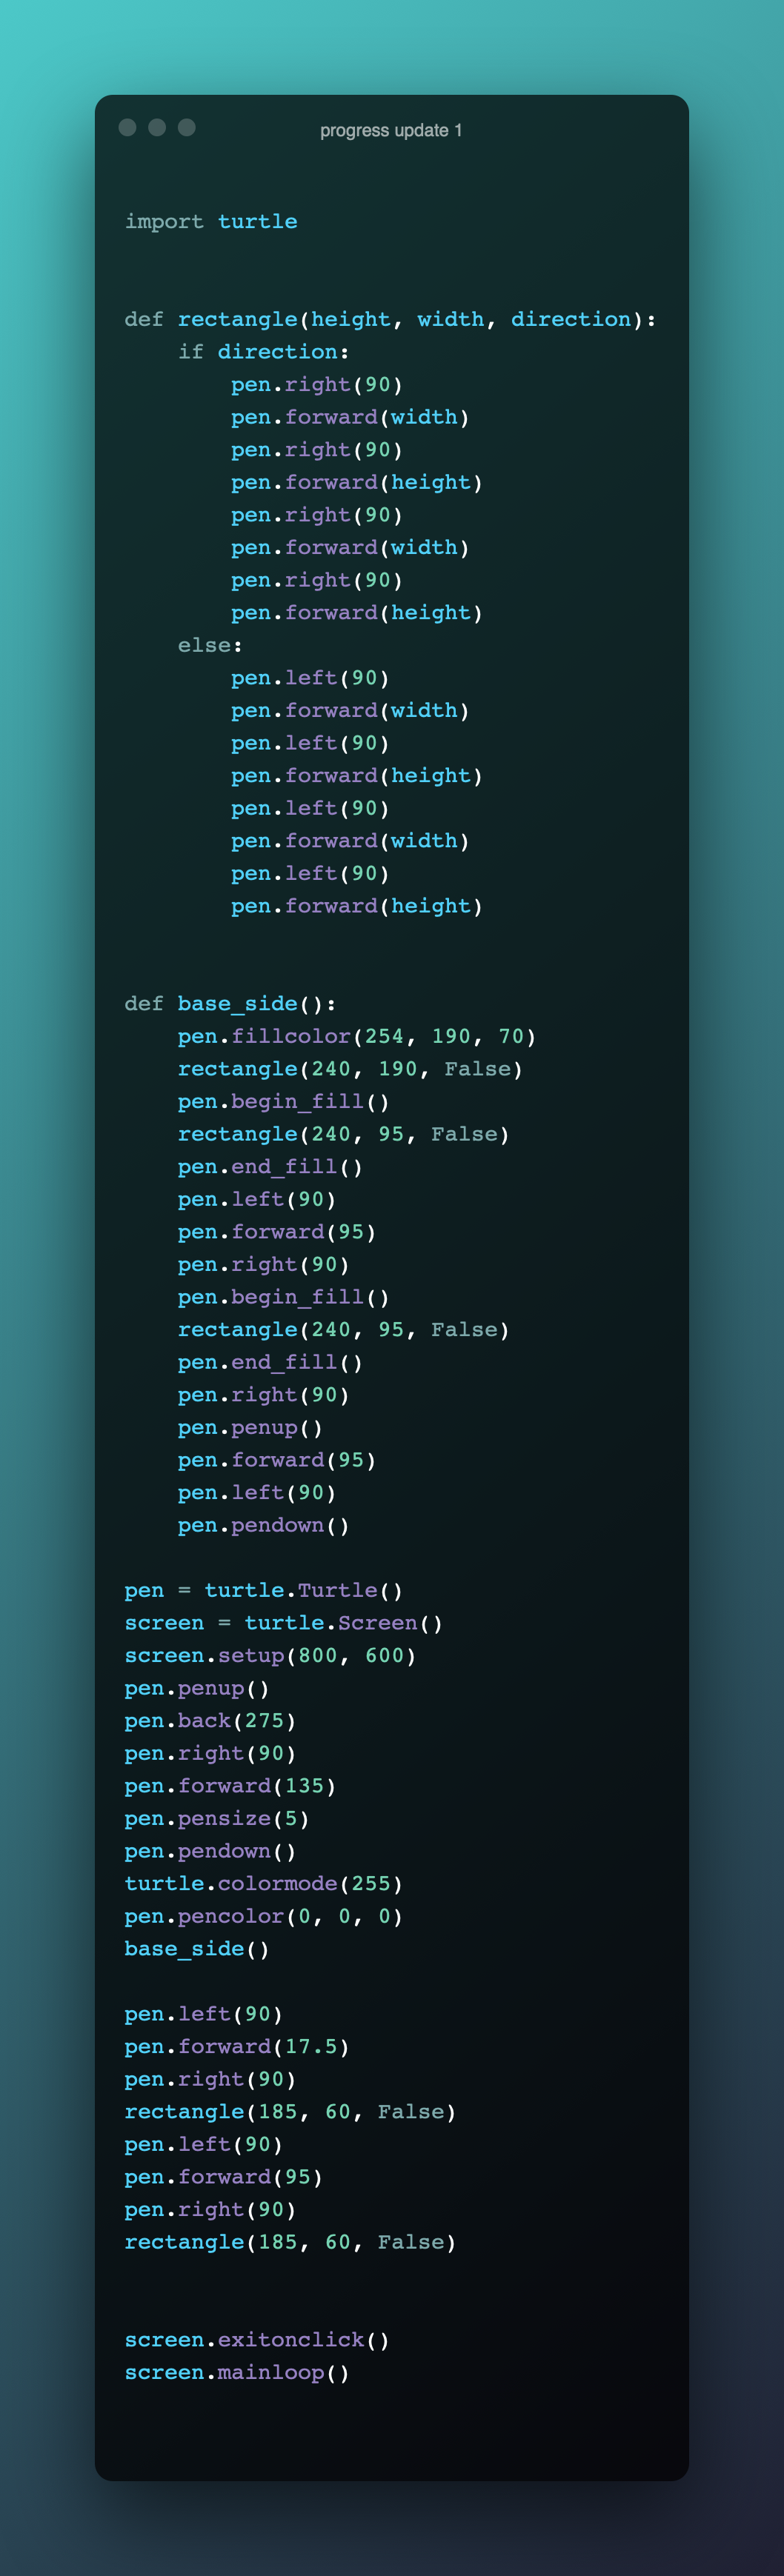 progress update 1
import turtle
def rectangle(height, width, direction):
    if direction:
        pen.right(90)
        pen.forward(width)
        pen.right(90)
        pen.forward(height)
        pen.right(90)
        pen.forward(width)
        pen.right(90)
        pen.forward(height)
    else:
        pen.left(90)
        pen.forward(width)
        pen.left(90)
        pen.forward(height)
        pen.left(90)
        pen.forward(width)
        pen.left(90)
        pen.forward(height)
def base_side():
    pen.fillcolor(254, 190, 70)
    rectangle(240, 190, False)
    pen.begin_fill()
    rectangle(240, 95, False)
    pen.end_fill()
    pen.left(90)
    pen.forward(95)
    pen.right(90)
    pen.begin_fill()
    rectangle(240, 95, False)
    pen.end_fill()
    pen.right(90)
    pen.penup()
    pen.forward(95)
    pen.left(90)
    pen.pendown()
pen = turtle.Turtle()
screen = turtle.Screen()
screen.setup(800, 600)
pen.penup()
pen.back(275)
pen.right(90)
pen.forward(135)
pen.pensize(5)
pen.pendown()
turtle.colormode(255)
pen.pencolor(0, 0, 0)
base_side()
pen.left(90)
pen.forward(17.5)
pen.right(90)
rectangle(185, 60, False)
pen.left(90)
pen.forward(95)
pen.right(90)
rectangle(185, 60, False)
screen.exitonclick()
screen.mainloop()